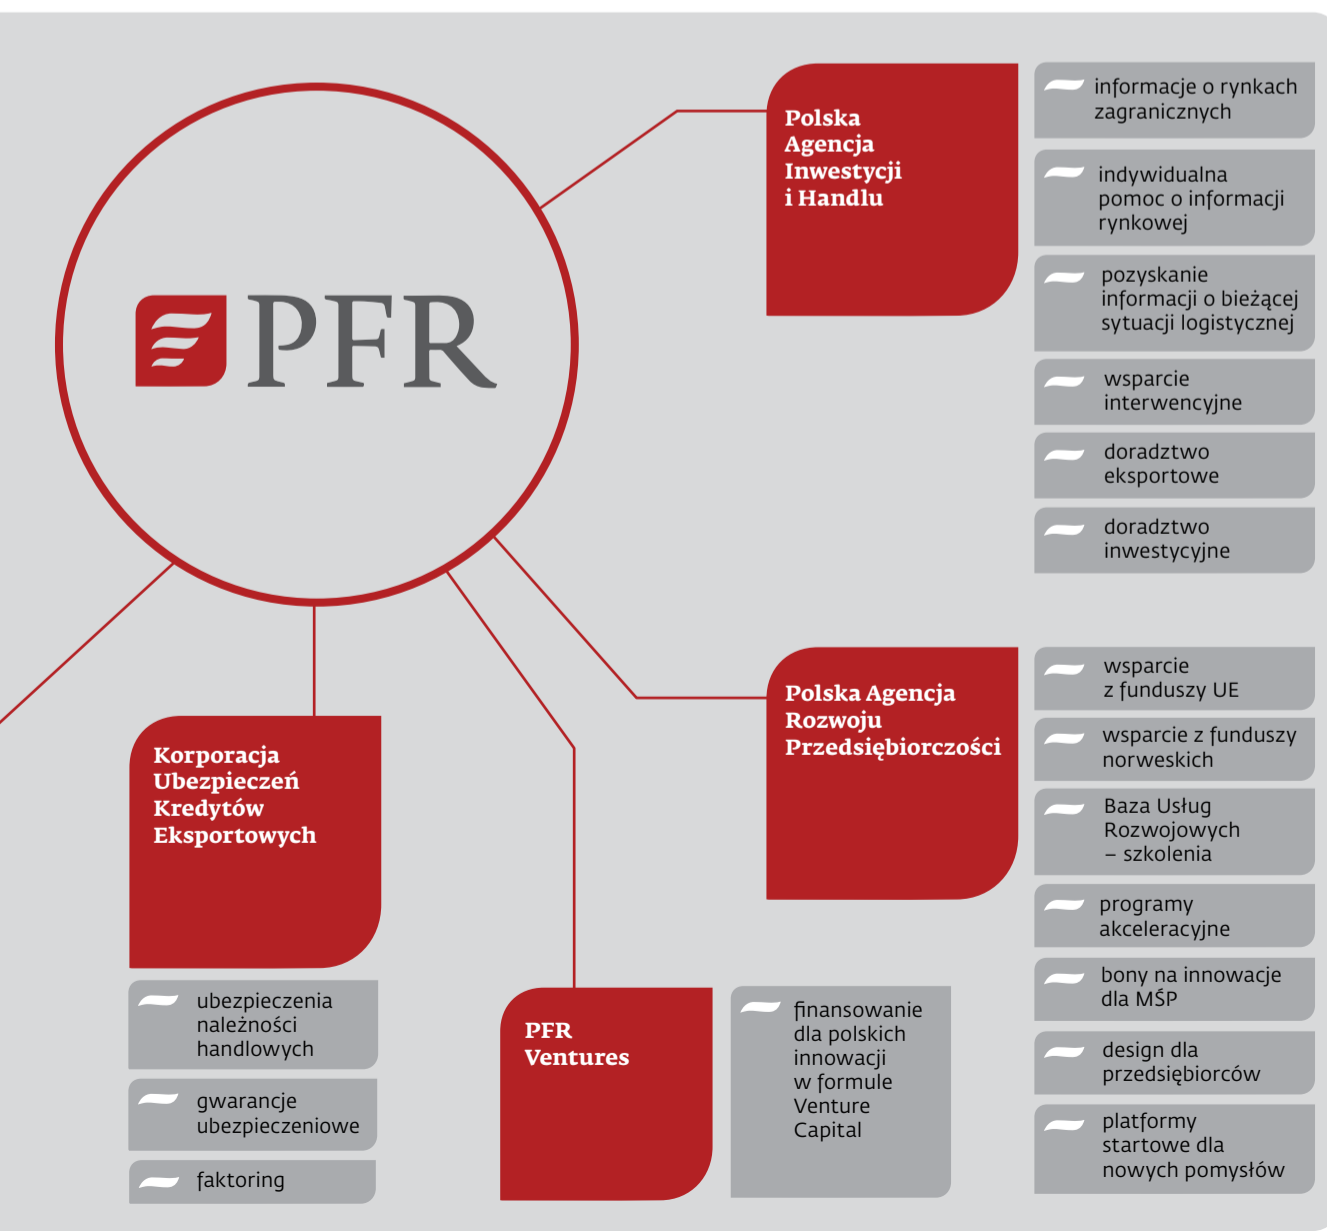 PFR
Polska
Agencja
Inwestycji
i Handlu
informacje o rynkach
zagranicznych
indywidualna
pomoc o informacji
rynkowej
pozyskanie
informacji o bieżącej
sytuacji logistycznej
wsparcie
interwencyjne
doradztwo
eksportowe
doradztwo
inwestycyjne
Polska Agencja
Rozwoju
Przedsiębiorczości
wsparcie
z funduszy UE
wsparcie z funduszy
norweskich
Baza Usług
Rozwojowych
– szkolenia
programy
akceleracyjne
bony na innowacje
dla MŚP
design dla
przedsiębiorców
platformy
startowe dla
nowych pomysłów
Korporacja
Ubezpieczeń
Kredytów
Eksportowych
ubezpieczenia
należności
handlowych
gwarancje
ubezpieczeniowe
faktoring
PFR
Ventures
finansowanie
dla polskich
innowacji
w formule
Venture
Capital